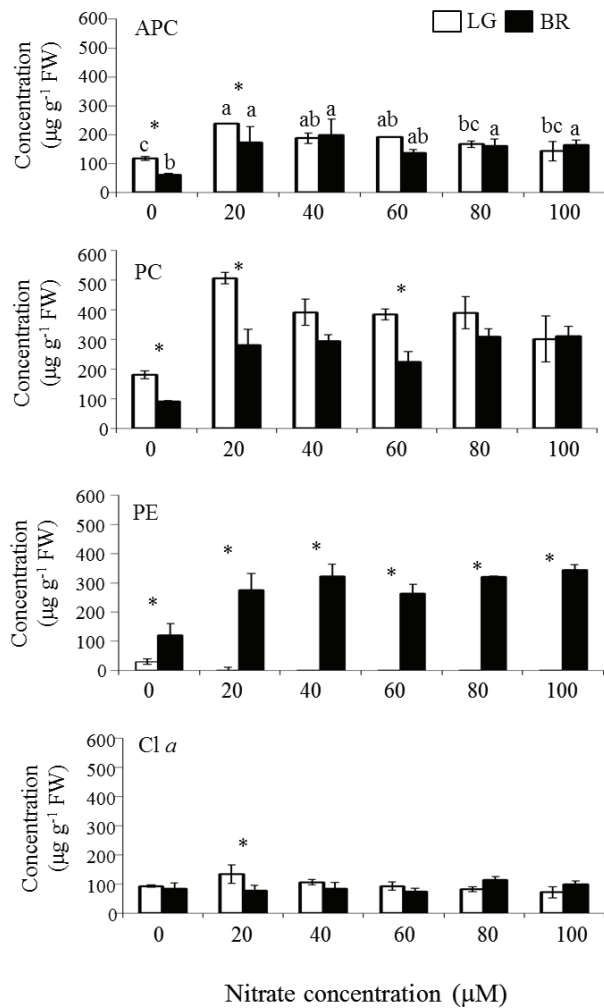 APC
LG BR
Concentration
(µg g-1 FW)
600
500
400
300
200
100
0
*
c b
*
a a
ab a
ab ab
bc a
bc a
0 20 40 60 80 100
PC
Concentration
(µg g-1 FW)
600
500
400
300
200
100
0
*
*
*
0 20 40 60 80 100
PE
Concentration
(µg g-1 FW)
600
500
400
300
200
100
0
* * * * * *
0 20 40 60 80 100
Cl a
Concentration
(µg g-1 FW)
600
500
400
300
200
100
0
*
0 20 40 60 80 100
Nitrate concentration (µM)